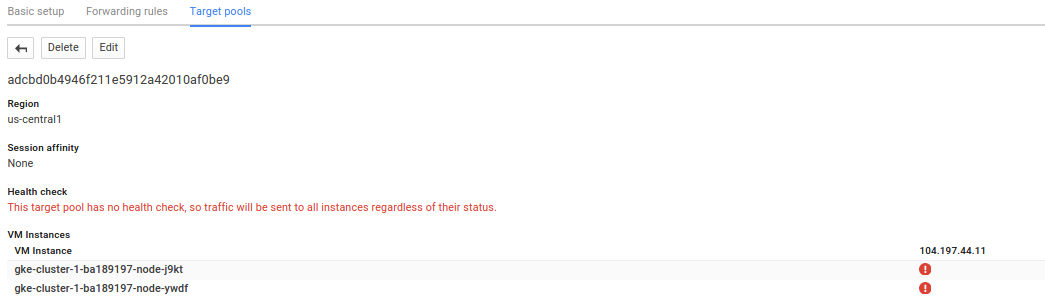 Basic setup Forwarding rules Target pools
Delete Edit
adcbd0b4946f211e5912a42010af0be9
Region
us-central1
Session affinity
None
Health check
This target pool has no health check, so traffic will be sent to all instances regardless of their status.
VM Instances
VM Instance 104.197.44.11
gke-cluster-1-ba189197-node-j9kt
gke-cluster-1-ba189197-node-ywdf